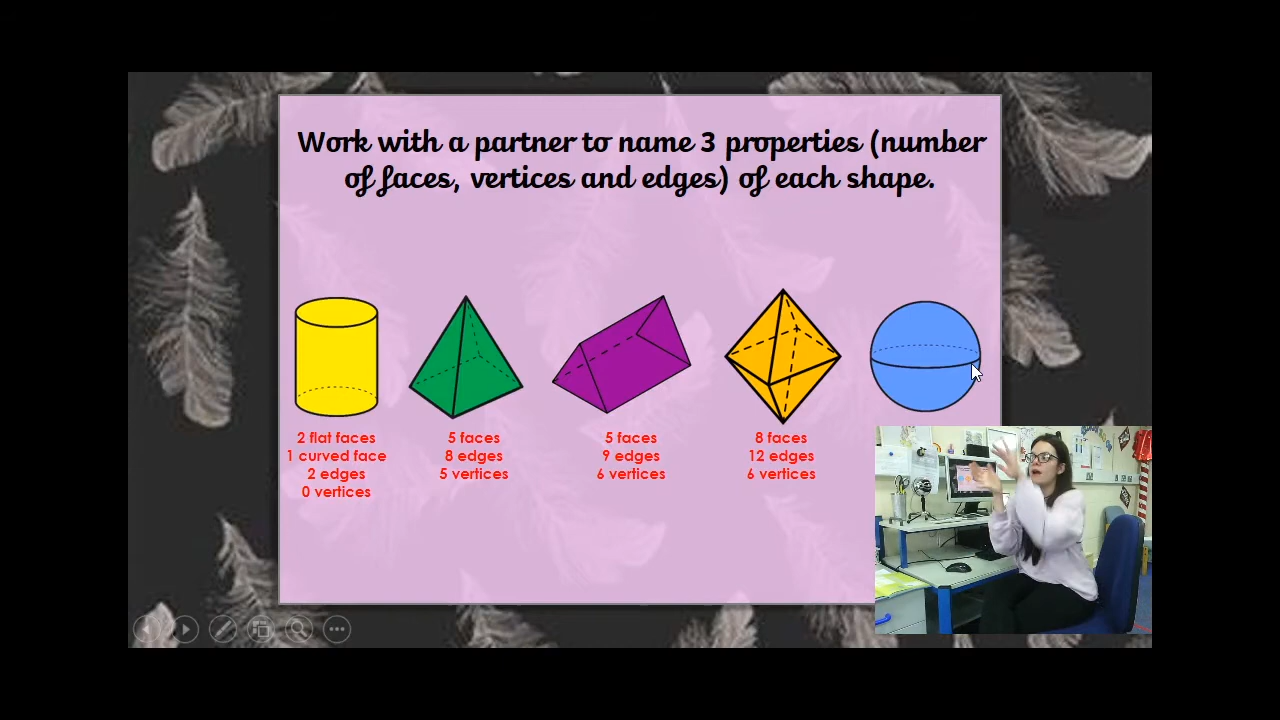 Work with a partner to name 3 properties (number
of faces, vertices and edges) of each shape.
2 flat faces
1 curved face
2 edges
0 vertices
5 faces
8 edges
5 vertices
5 faces
9 edges
6 vertices
8 faces
12 edges
6 vertices